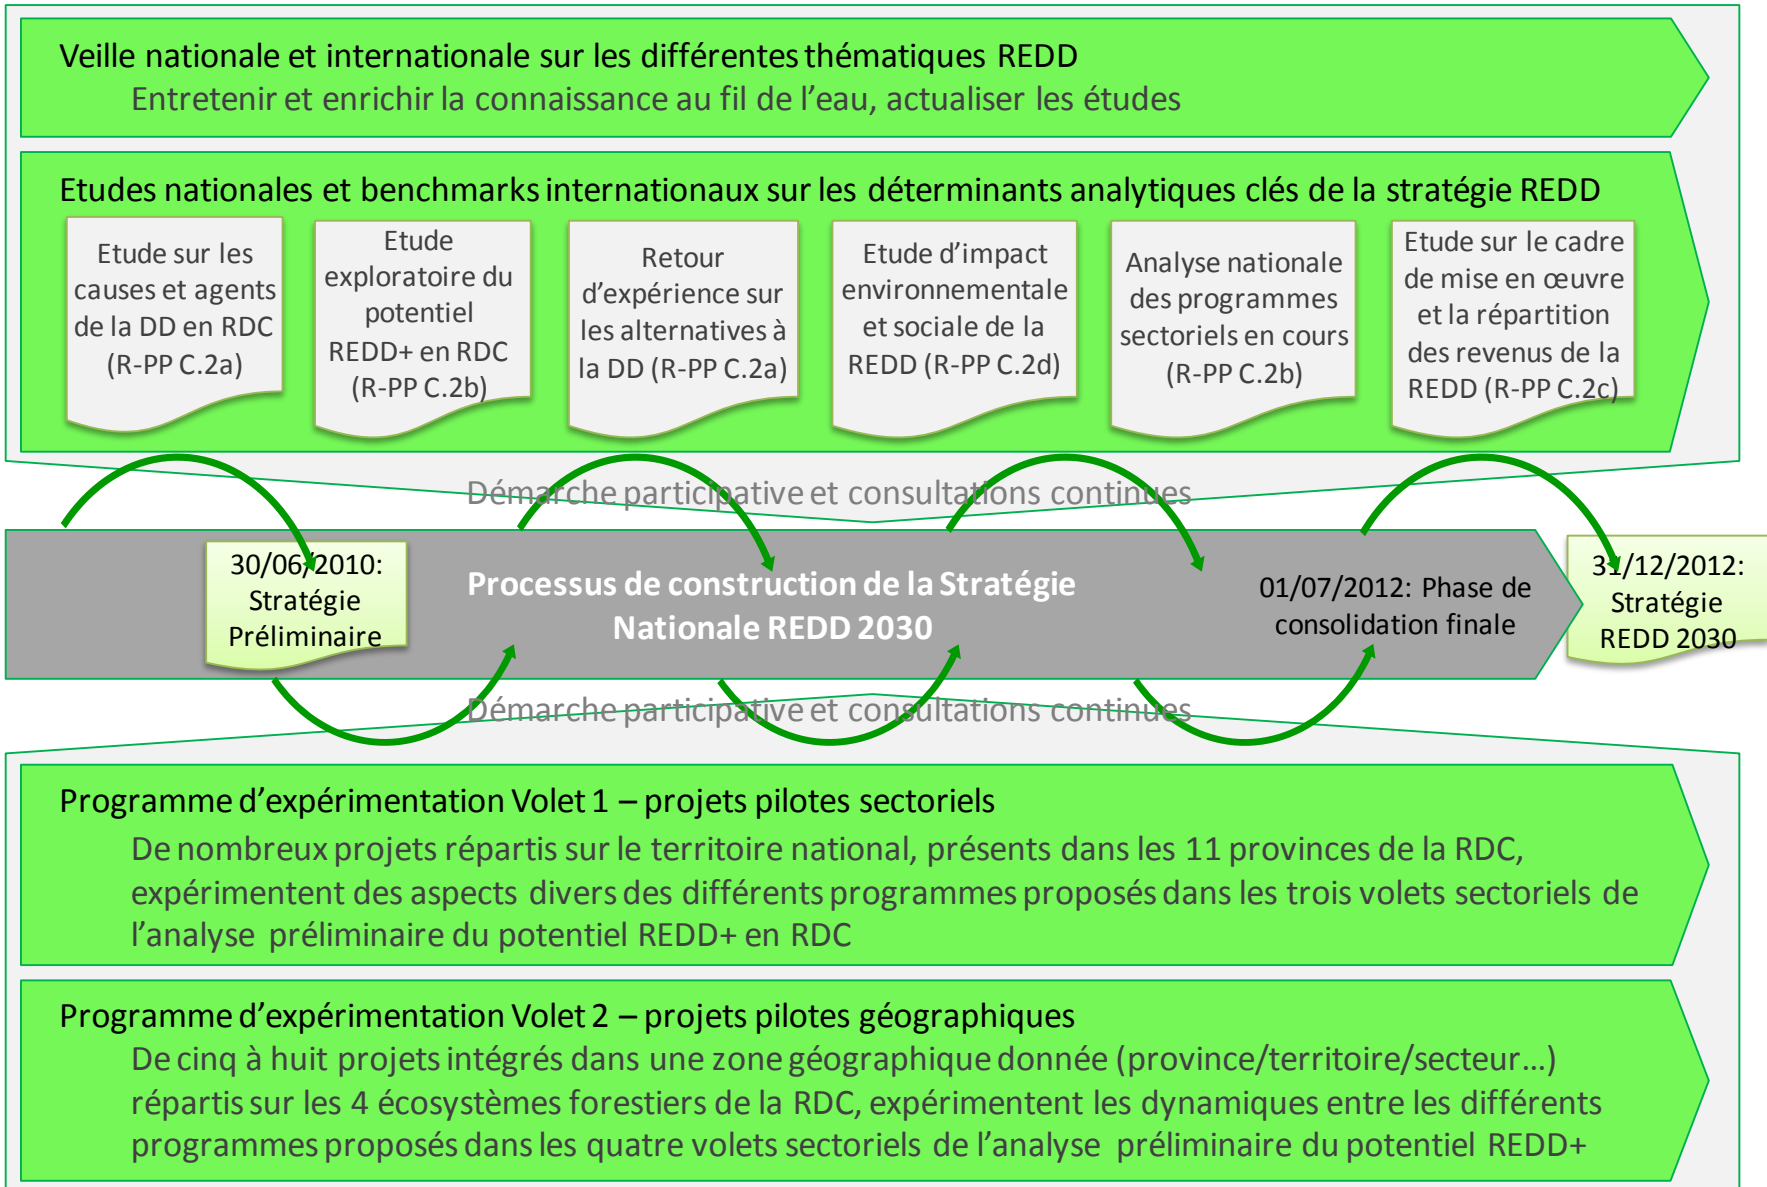 Veille nationale et internationale sur les différentes thématiques REDD
Entretenir et enrichir la connaissance au fil de l'eau, actualiser les études
Etudes nationales et benchmarks internationaux sur les déterminants analytiques clés de la stratégie REDD
Etude sur les
causes et agents
de la DD en RDC
(R-PP C.2a)
Etude
exploratoire du
potentiel
REDD+ en RDC
(R-PP C.2b)
Retour
d'expérience sur
les alternatives à
la DD (R-PP C.2a)
Etude d'impact
environnementale
et sociale de la
REDD (R-PP C.2d)
Analyse nationale
des programmes
sectoriels en cours
(R-PP C.2b)
Etude sur le cadre
de mise en œuvre
et la répartition
des revenus de la
REDD (R-PP C.2c)
Démarche participative et consultations continues
30/06/2010:
Stratégie
Préliminaire
Processus de construction de la Stratégie
Nationale REDD 2030
01/07/2012: Phase de
consolidation finale
31/12/2012:
Stratégie
REDD 2030
Démarche participative et consultations continues
Programme d'expérimentation Volet 1 – projets pilotes sectoriels
De nombreux projets répartis sur le territoire national, présents dans les 11 provinces de la RDC,
expérimentent des aspects divers des différents programmes proposés dans les trois volets sectoriels de
l'analyse préliminaire du potentiel REDD+ en RDC
Programme d'expérimentation Volet 2 – projets pilotes géographiques
De cinq à huit projets intégrés dans une zone géographique donnée (province/territoire/secteur…)
répartis sur les 4 écosystèmes forestiers de la RDC, expérimentent les dynamiques entre les différents
programmes proposés dans les quatre volets sectoriels de l'analyse préliminaire du potentiel REDD+